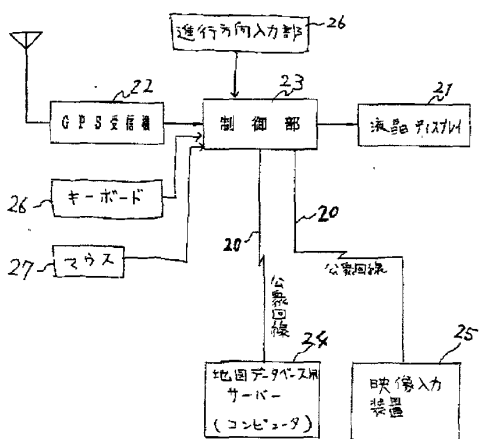 進行方向入力部
26
22
23
21
GPS受信機
制御部
液晶ディスプレイ
26
キーボード
27
マウス
20
20
公衆回線
公衆回線
24
25
地図データベース用
サーバー
(コンピュータ)
映像入力
装置